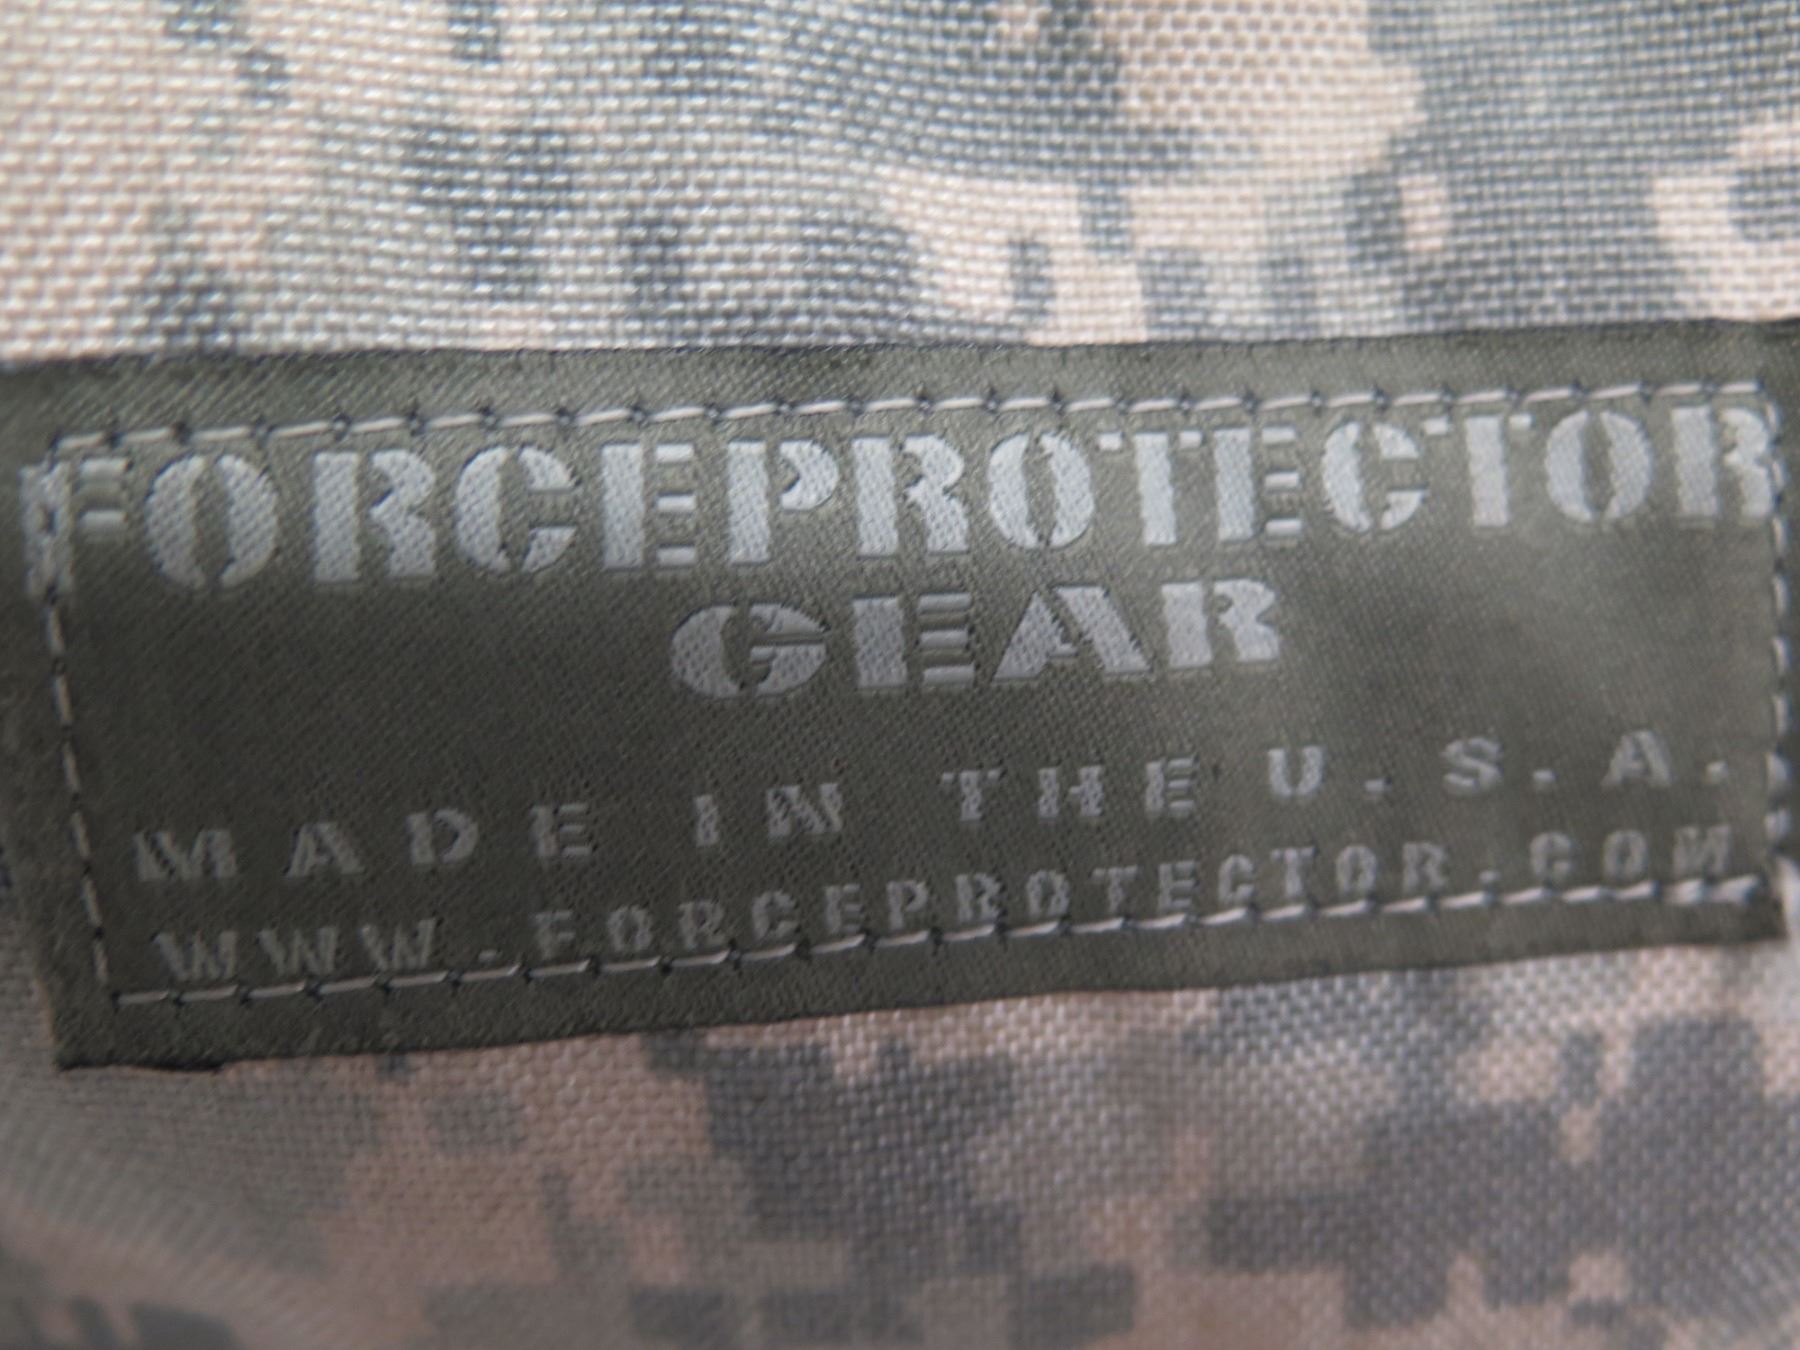 FORCEPROTECTOR
GEAR
MADE IN THE U.S.A.
WWW.FORCEPROTECTOR.COM